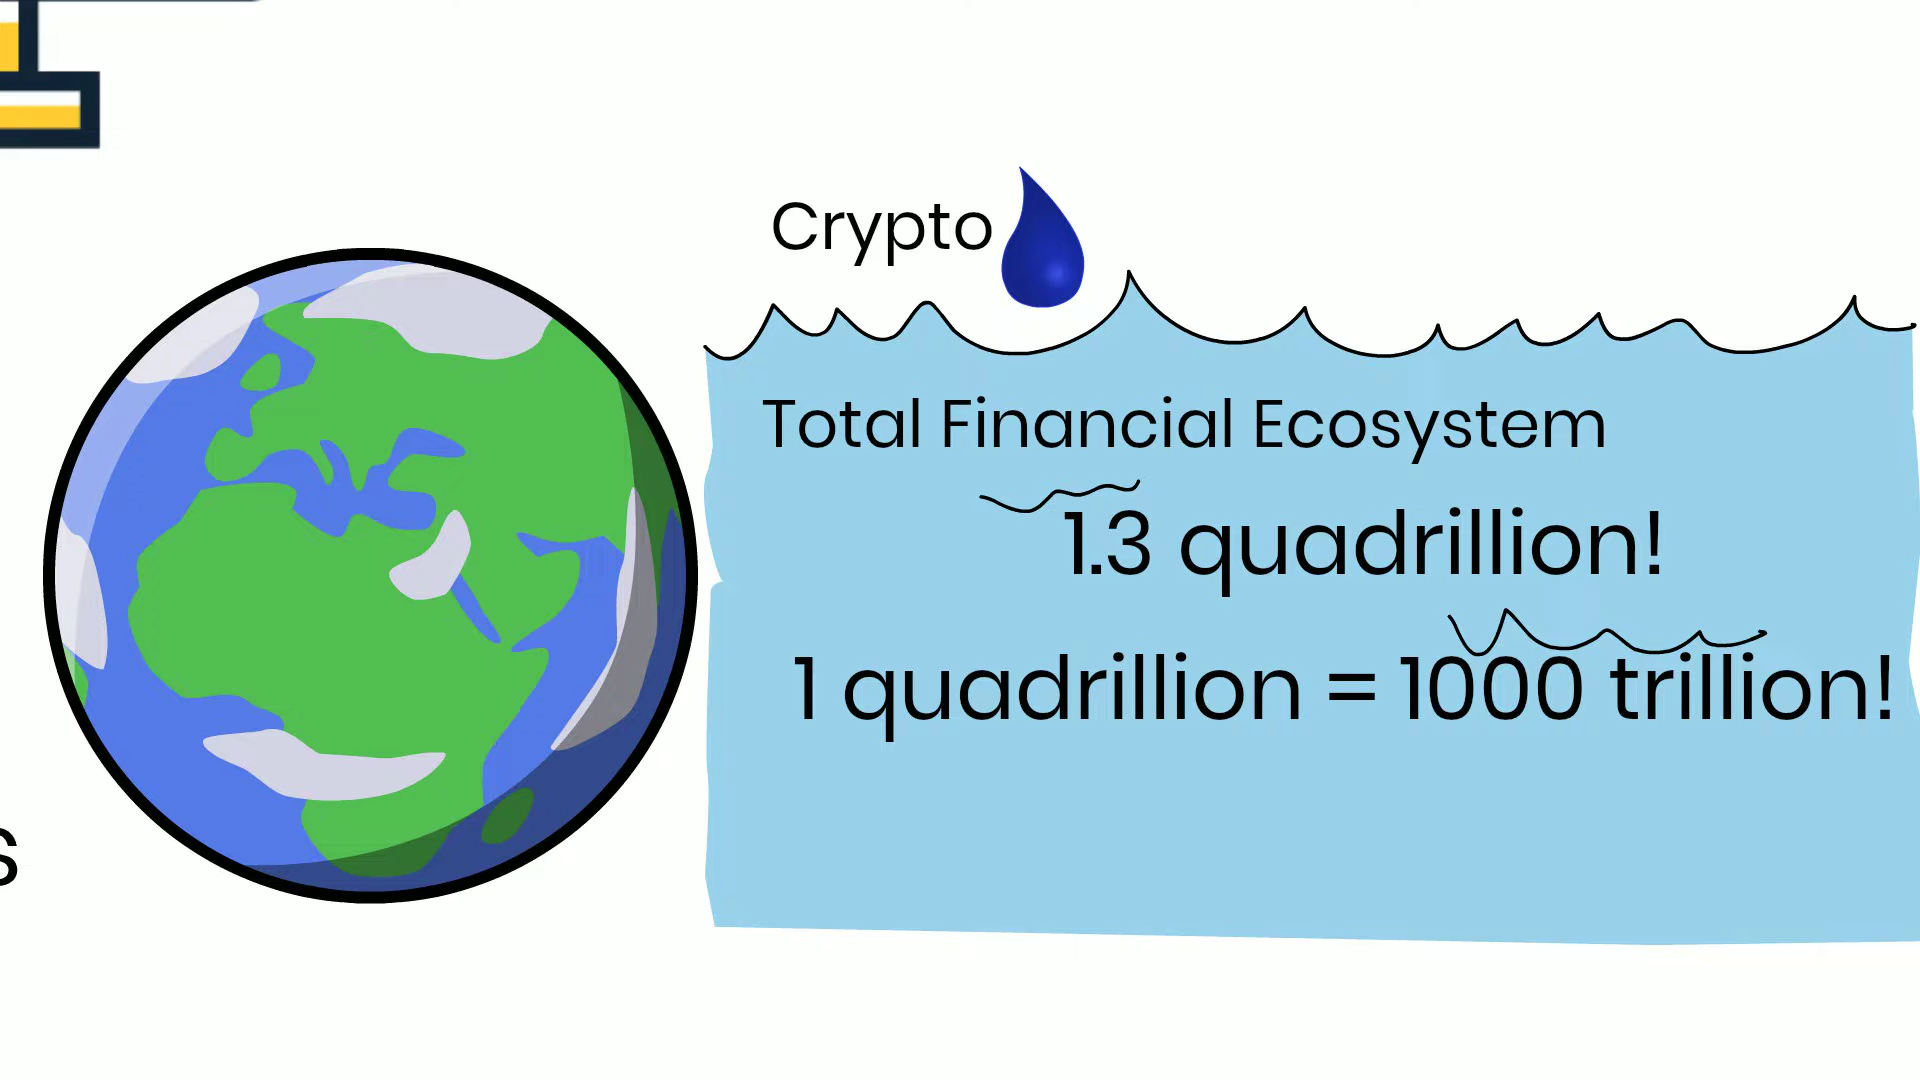 Crypto
Total Financial Ecosystem
1.3 quadrillion!
1 quadrillion = 1000 trillion!
s